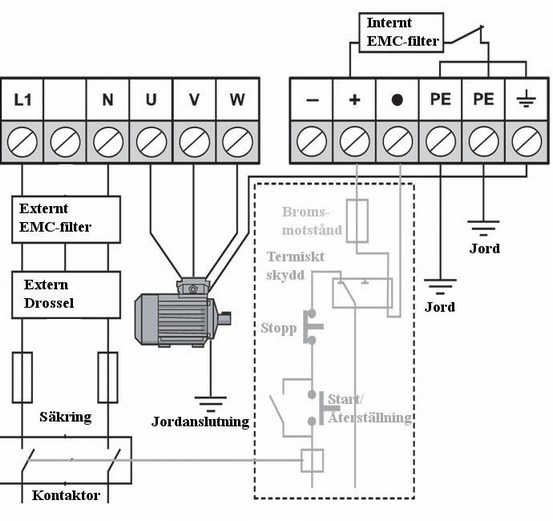 Internt
EMC-filter
L1 N U V W
− + ● PE PE
Externt
EMC-filter
Broms-
motstånd
Jord
Termiskt
skydd
Extern
Drossel
Jord
Stopp
Säkring
Jordanslutning
Start/
Återställning
Kontaktor